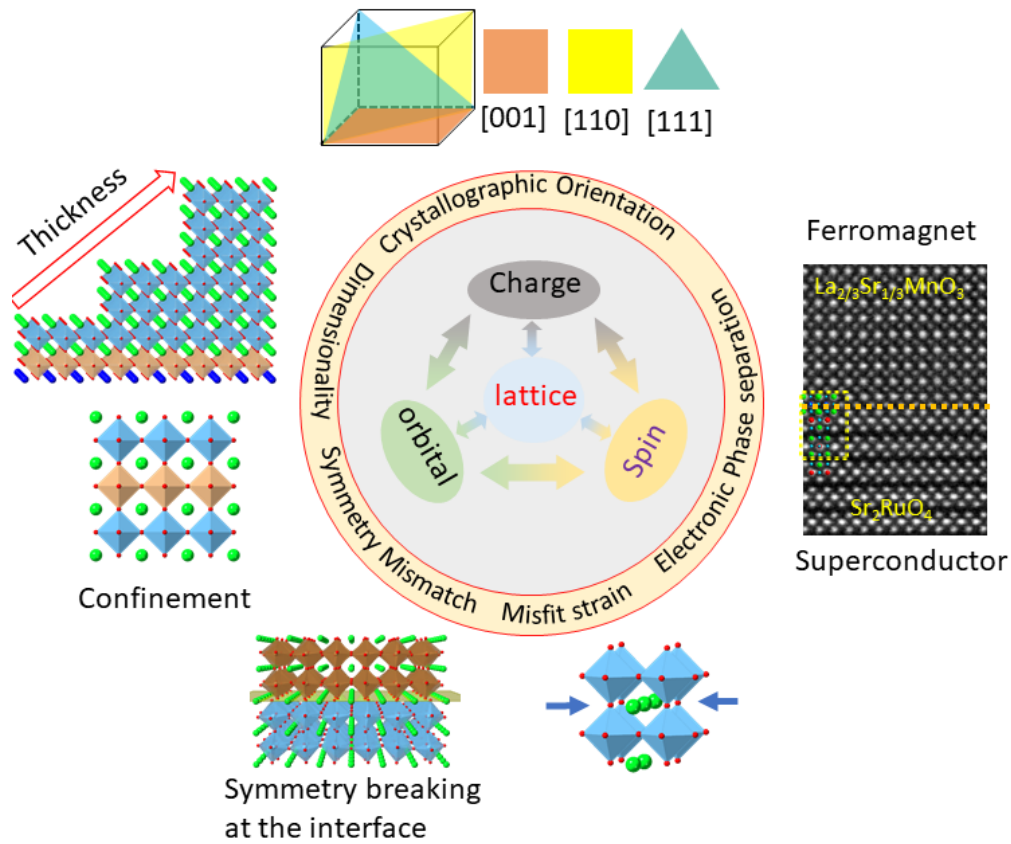 [001] [110] [111]
Thickness
Crystallographic Orientation
Ferromagnet
La2/3Sr1/3MnO3
Charge
Dimensionality
lattice
Electronic Phase separation
orbital
Spin
Sr2RuO4
Superconductor
Symmetry Mismatch
Misfit strain
Confinement
Symmetry breaking
at the interface